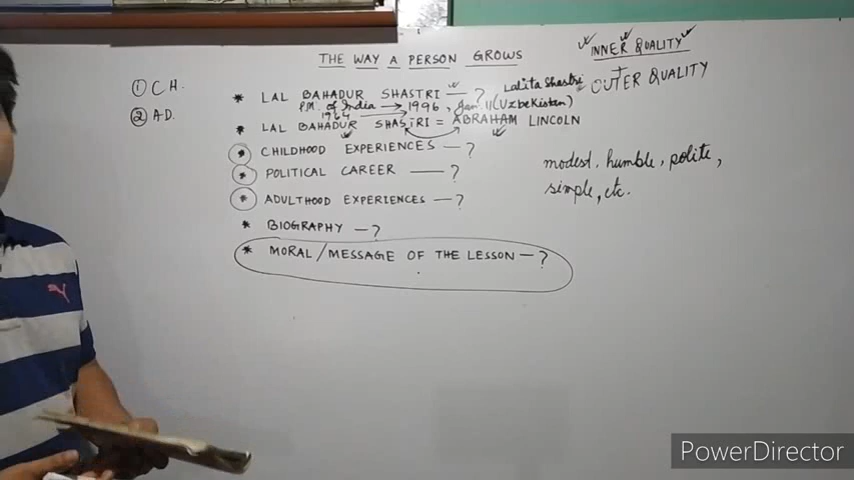 THE WAY A PERSON GROWS
INNER QUALITY
+
OUTER QUALITY
① C H.
② A D.
* LAL BAHADUR SHASTRI — ? Lalita Shastri
P.M. of India → 1996, Jan. 11 (Uzbekistan)
1964
* LAL BAHADUR SHASTRI = ABRAHAM LINCOLN
* CHILDHOOD EXPERIENCES — ?
* POLITICAL CAREER — ?
* ADULTHOOD EXPERIENCES — ?
* BIOGRAPHY — ?
* MORAL/MESSAGE OF THE LESSON — ?
modest, humble, polite,
simple, etc.
PowerDirector